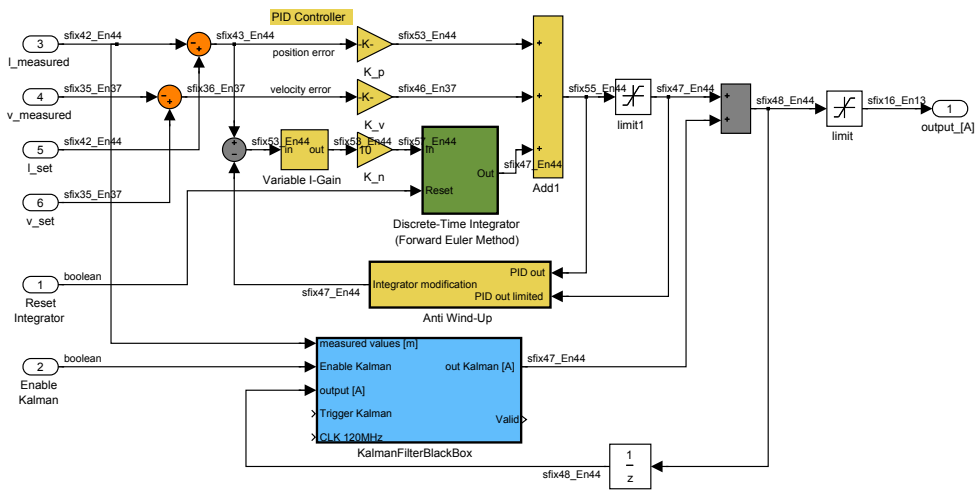 PID Controller
3
l_measured
sfix42_En44
- +
sfix43_En44
position error
-K-
K_p
sfix53_En44
4
v_measured
sfix35_En37
- +
sfix36_En37
velocity error
-K-
K_v
sfix46_En37
5
l_set
sfix42_En44
+
−
sfix53_En44
in out
Variable I-Gain
sfix53_En44
10
K_n
sfix57_En44
In
Out
Reset
Discrete-Time Integrator
(Forward Euler Method)
sfix47_En44
+
+
+
Add1
sfix55_En44
limit1
sfix47_En44
+
+
sfix48_En44
limit
sfix16_En13
1
output_[A]
6
v_set
sfix35_En37
1
Reset
Integrator
boolean
sfix47_En44
Integrator modification
PID out
PID out limited
Anti Wind-Up
2
Enable
Kalman
boolean
measured values [m]
Enable Kalman
output [A]
Trigger Kalman
CLK 120MHz
out Kalman [A]
Valid
KalmanFilterBlackBox
sfix47_En44
sfix48_En44
1
z